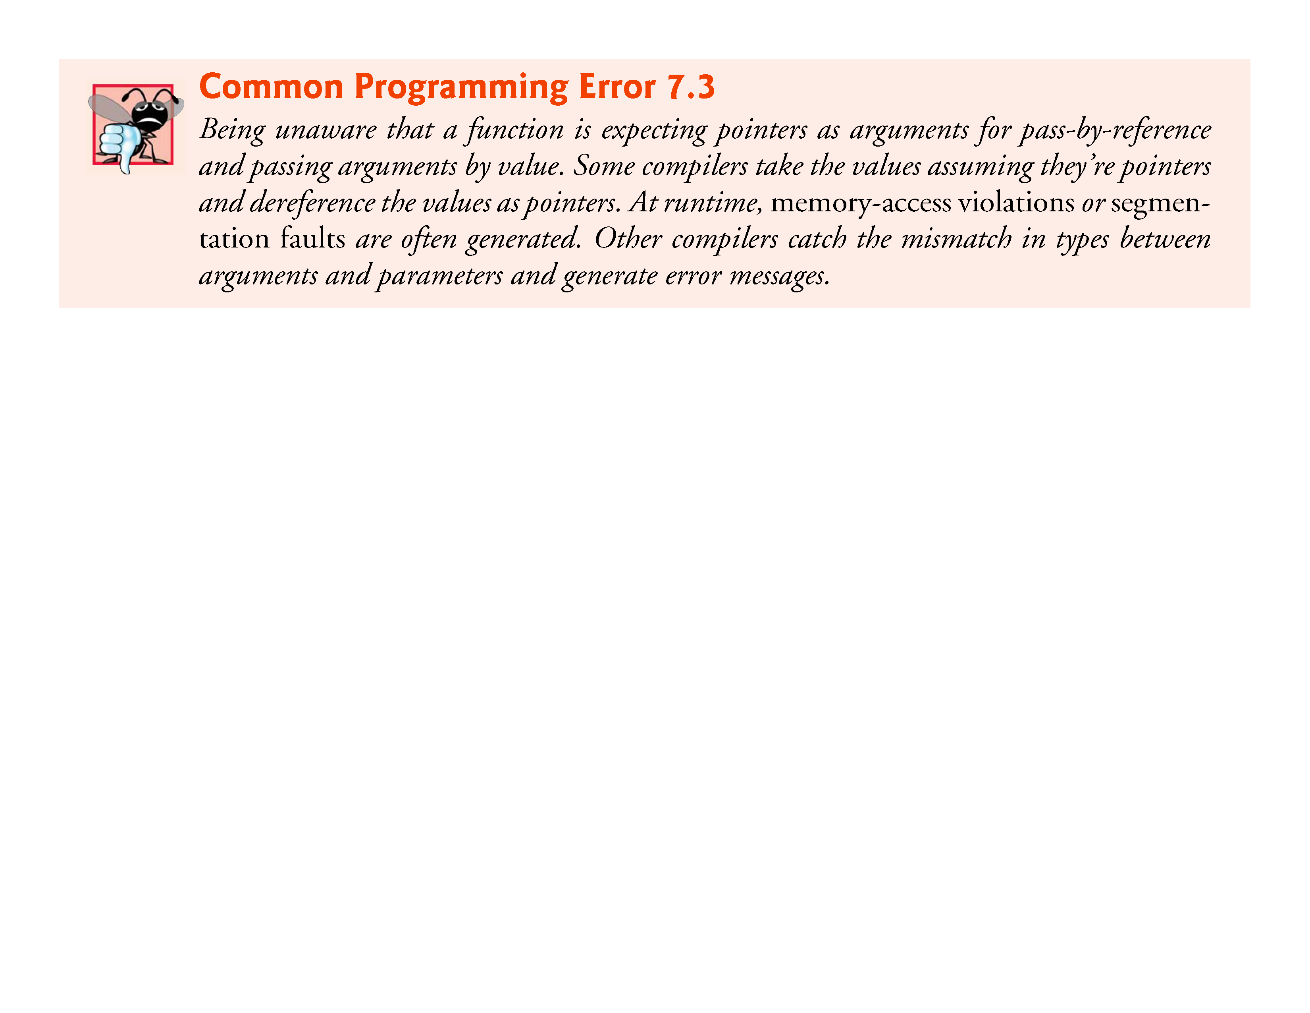 Common Programming Error 7.3
Being unaware that a function is expecting pointers as arguments for pass-by-reference
and passing arguments by value. Some compilers take the values assuming they're pointers
and dereference the values as pointers. At runtime, memory-access violations or segmen-
tation faults are often generated. Other compilers catch the mismatch in types between
arguments and parameters and generate error messages.